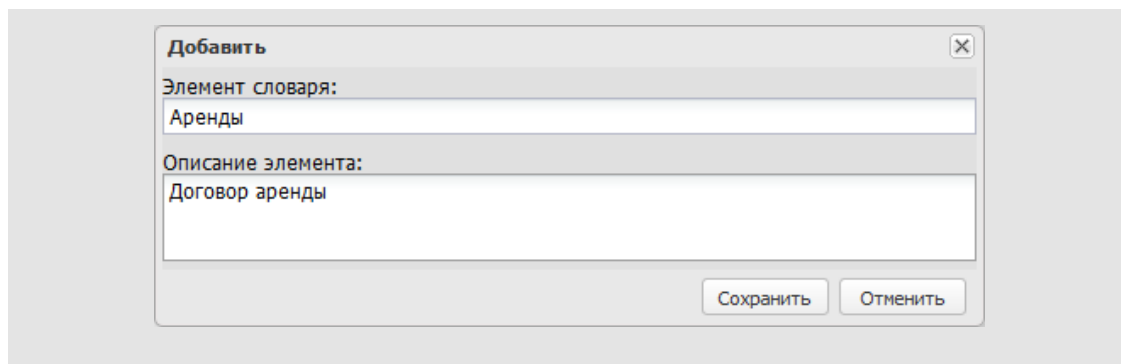 Добавить
Элемент словаря:
Аренды
Описание элемента:
Договор аренды
Сохранить Отменить